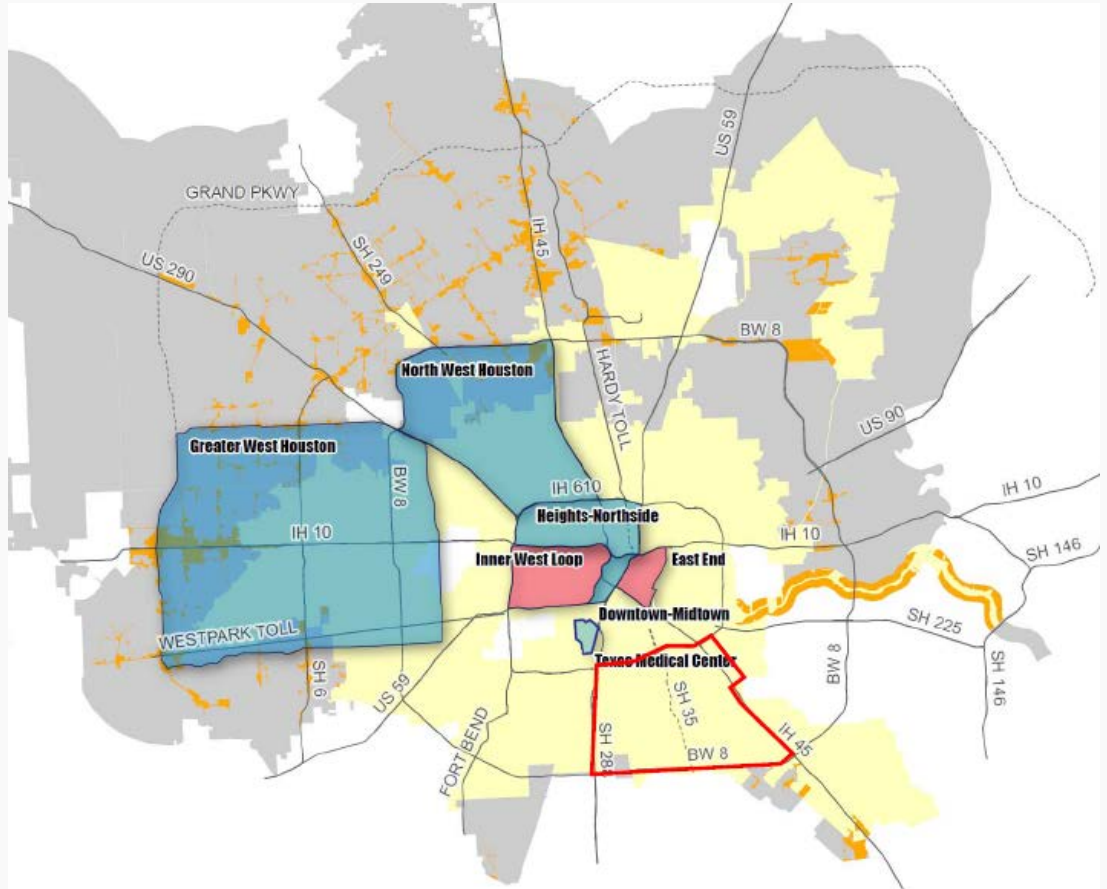 US 59
GRAND PKWY
IH 45
SH 249
US 290
BW 8
North West Houston
HARDY TOLL
US 90
Greater West Houston
BW 8
IH 610
IH 10
Heights-Northside
IH 10
IH 10
SH 146
Inner West Loop
East End
Downtown-Midtown
WESTPARK TOLL
SH 225
Texas Medical Center
BW 8
SH 146
SH 6
US 59
SH 35
FORT BEND
SH 288
BW 8
IH 45